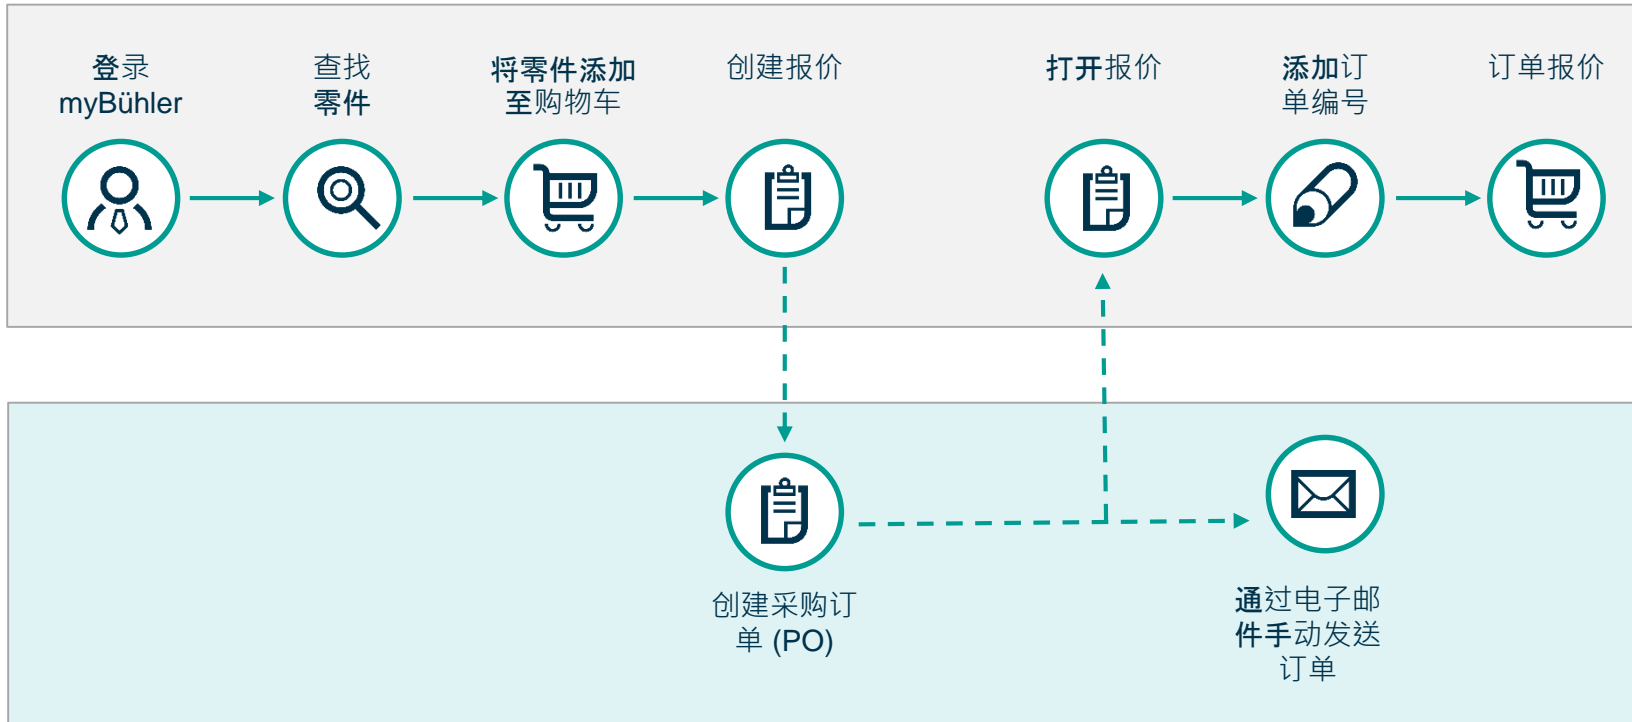 登录
myBühler
查找
零件
将零件添加
至购物车
创建报价
打开报价
添加订
单编号
订单报价
创建采购订
单 (PO)
通过电子邮
件手动发送
订单